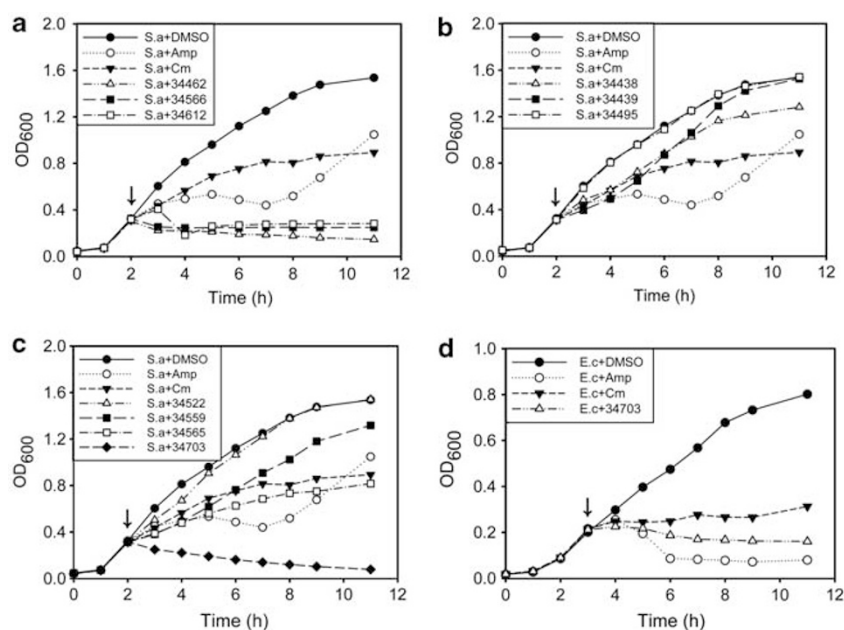 a
2.0
1.6
1.2
0.8
0.4
0.0
OD600
S.a+DMSO
S.a+Amp
S.a+Cm
S.a+34462
S.a+34566
S.a+34612
0 2 4 6 8 10 12
Time (h)
b
2.0
1.6
1.2
0.8
0.4
0.0
OD600
S.a+DMSO
S.a+Amp
S.a+Cm
S.a+34438
S.a+34439
S.a+34495
0 2 4 6 8 10 12
Time (h)
c
2.0
1.6
1.2
0.8
0.4
0.0
OD600
S.a+DMSO
S.a+Amp
S.a+Cm
S.a+34522
S.a+34559
S.a+34565
S.a+34703
0 2 4 6 8 10 12
Time (h)
d
1.0
0.8
0.6
0.4
0.2
0.0
OD600
E.c+DMSO
E.c+Amp
E.c+Cm
E.c+34703
0 2 4 6 8 10 12
Time (h)